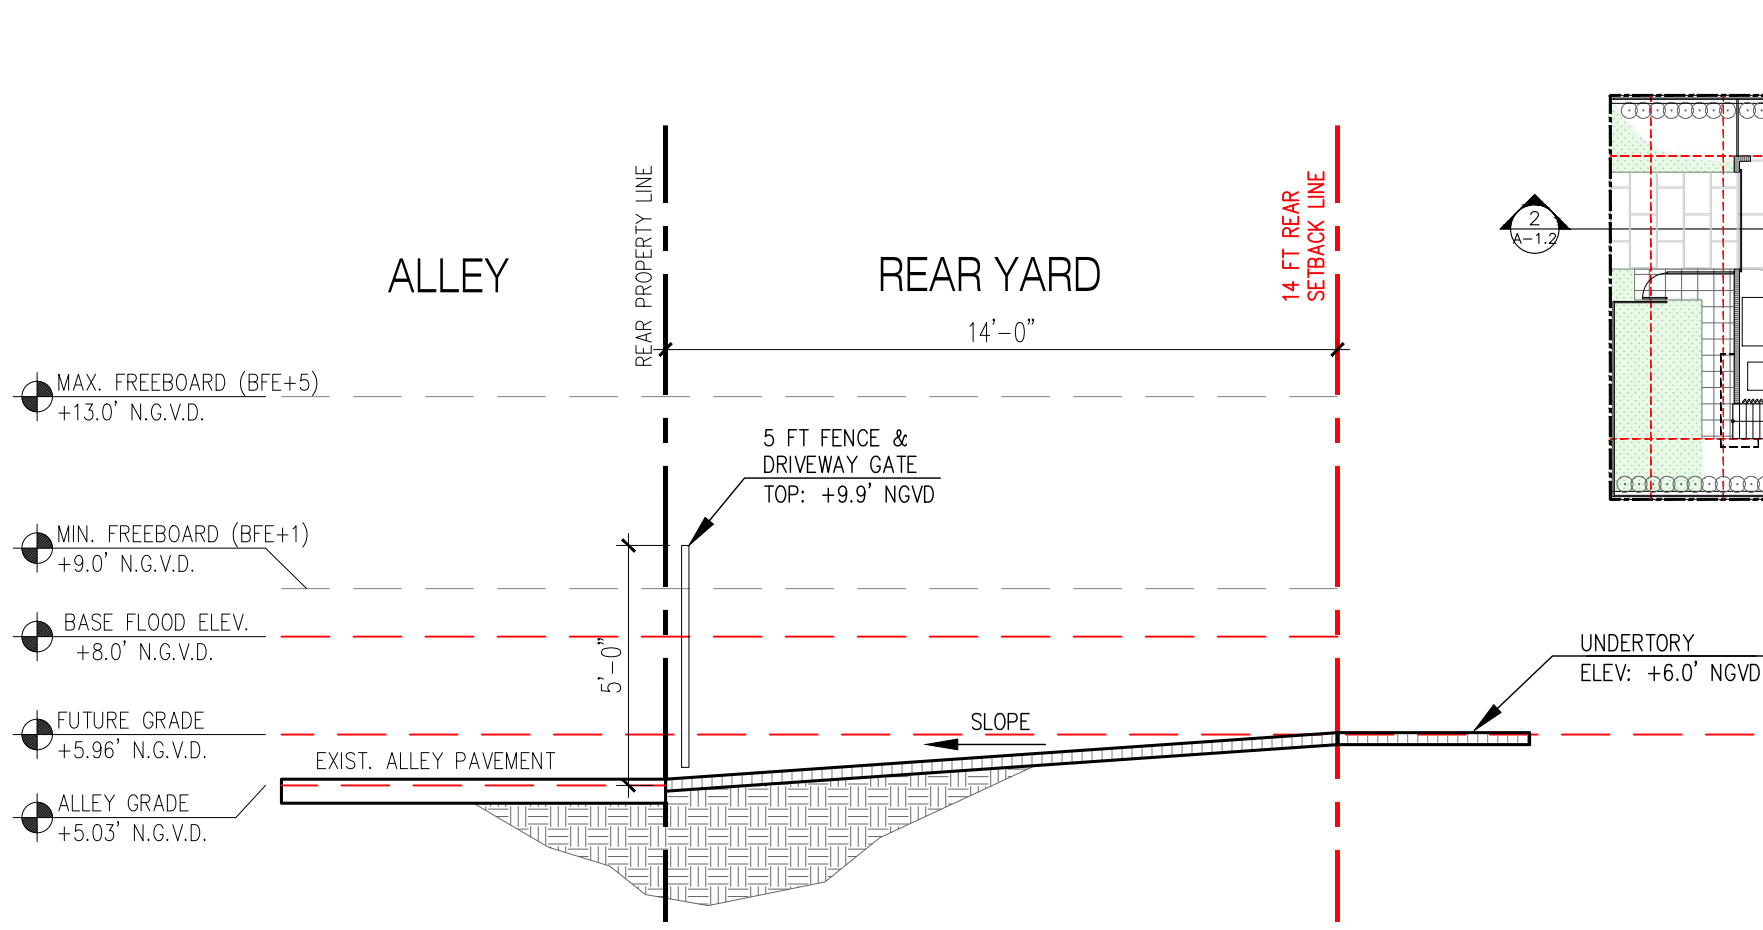 ALLEY
REAR PROPERTY LINE
REAR YARD
14 FT REAR
SETBACK LINE
14'-0"
2
A-1.2
MAX. FREEBOARD (BFE+5)
+13.0' N.G.V.D.
5 FT FENCE &
DRIVEWAY GATE
TOP: +9.9' NGVD
MIN. FREEBOARD (BFE+1)
+9.0' N.G.V.D.
BASE FLOOD ELEV.
+8.0' N.G.V.D.
5'-0"
UNDERTORY
ELEV: +6.0' NGVD
FUTURE GRADE
+5.96' N.G.V.D.
SLOPE
EXIST. ALLEY PAVEMENT
ALLEY GRADE
+5.03' N.G.V.D.